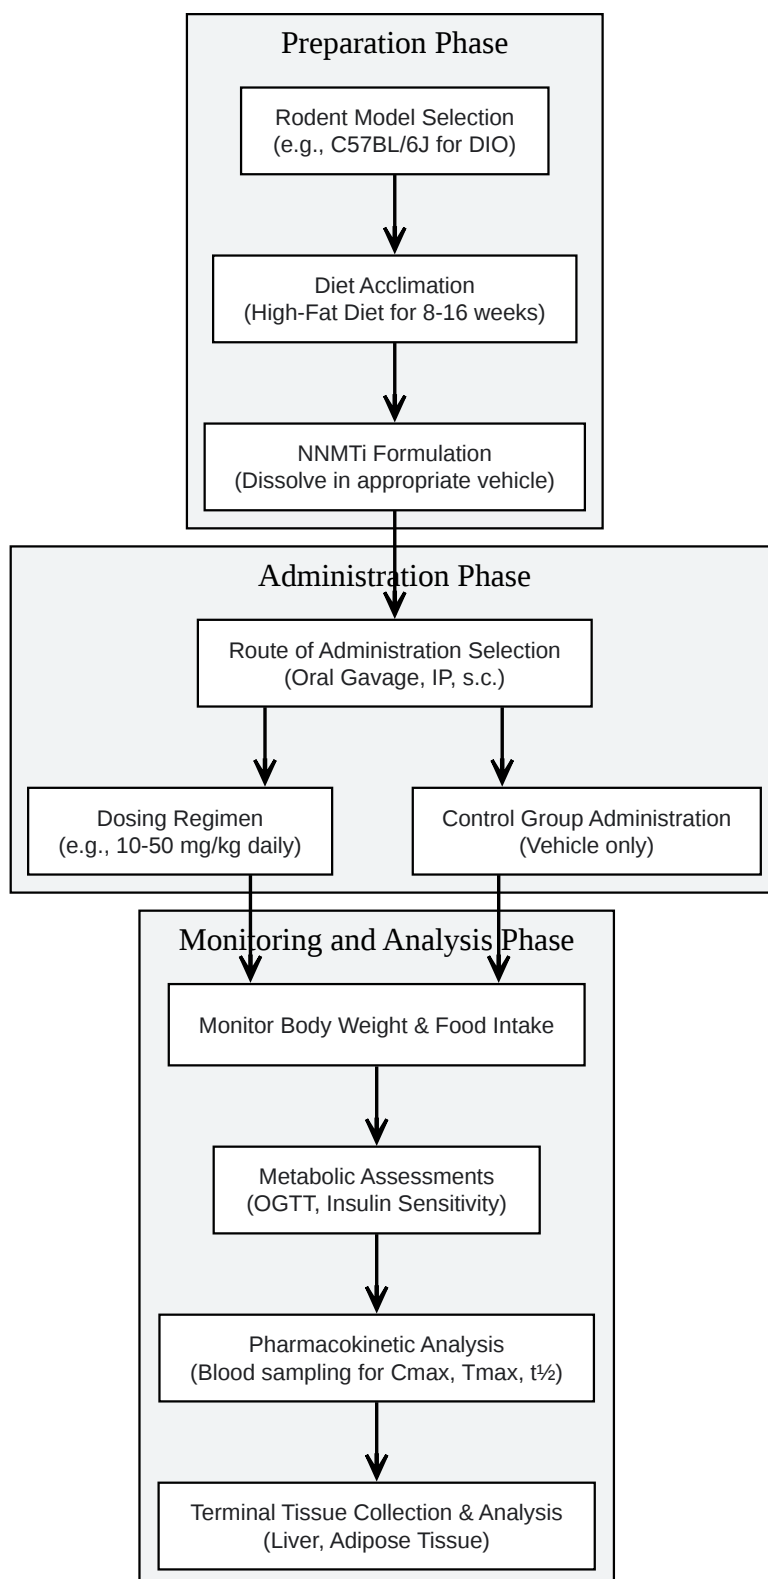 Preparation Phase
Rodent Model Selection
(e.g., C57BL/6J for DIO)
Diet Acclimation
(High-Fat Diet for 8-16 weeks)
NNMTi Formulation
(Dissolve in appropriate vehicle)
Administration Phase
Route of Administration Selection
(Oral Gavage, IP, s.c.)
Dosing Regimen
(e.g., 10-50 mg/kg daily)
Control Group Administration
(Vehicle only)
Monitoring and Analysis Phase
Monitor Body Weight & Food Intake
Metabolic Assessments
(OGTT, Insulin Sensitivity)
Pharmacokinetic Analysis
(Blood sampling for Cmax, Tmax, t½)
Terminal Tissue Collection & Analysis
(Liver, Adipose Tissue)